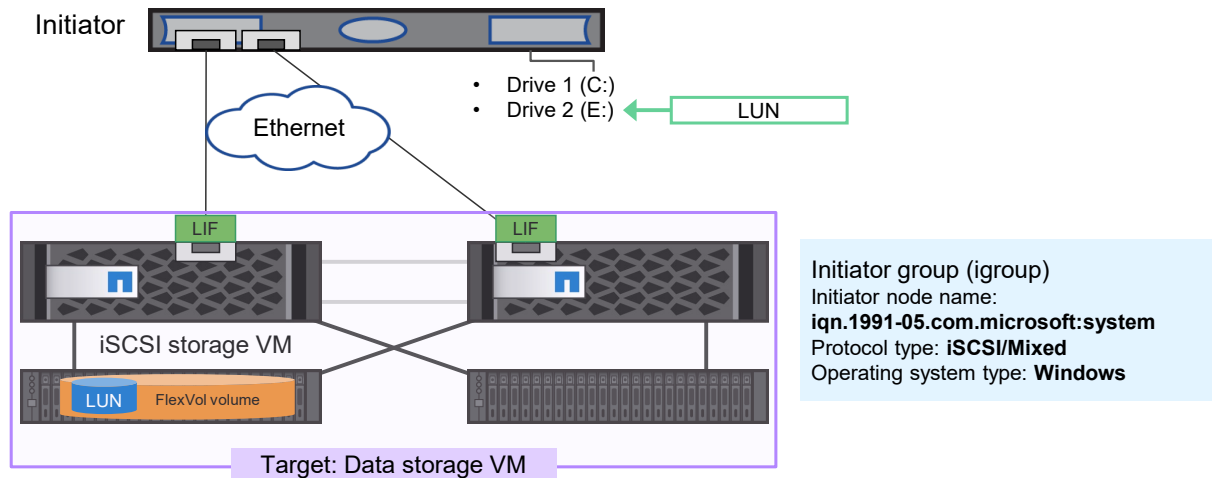 Initiator
• Drive 1 (C:)
• Drive 2 (E:)
LUN
Ethernet
LIF
LIF
Initiator group (igroup)
Initiator node name:
iqn.1991-05.com.microsoft:system
Protocol type: iSCSI/Mixed
Operating system type: Windows
iSCSI storage VM
LUN
FlexVol volume
Target: Data storage VM